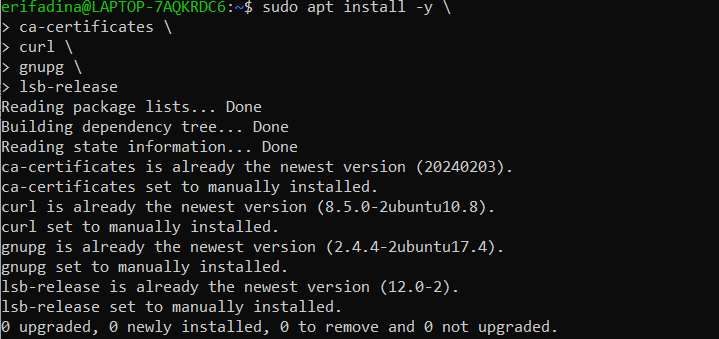 erifadina@LAPTOP-7AQKRDC6:~$ sudo apt install -y \
> ca-certificates \
> curl \
> gnupg \
> lsb-release
Reading package lists... Done
Building dependency tree... Done
Reading state information... Done
ca-certificates is already the newest version (20240203).
ca-certificates set to manually installed.
curl is already the newest version (8.5.0-2ubuntu10.8).
curl set to manually installed.
gnupg is already the newest version (2.4.4-2ubuntu17.4).
gnupg set to manually installed.
lsb-release is already the newest version (12.0-2).
lsb-release set to manually installed.
0 upgraded, 0 newly installed, 0 to remove and 0 not upgraded.